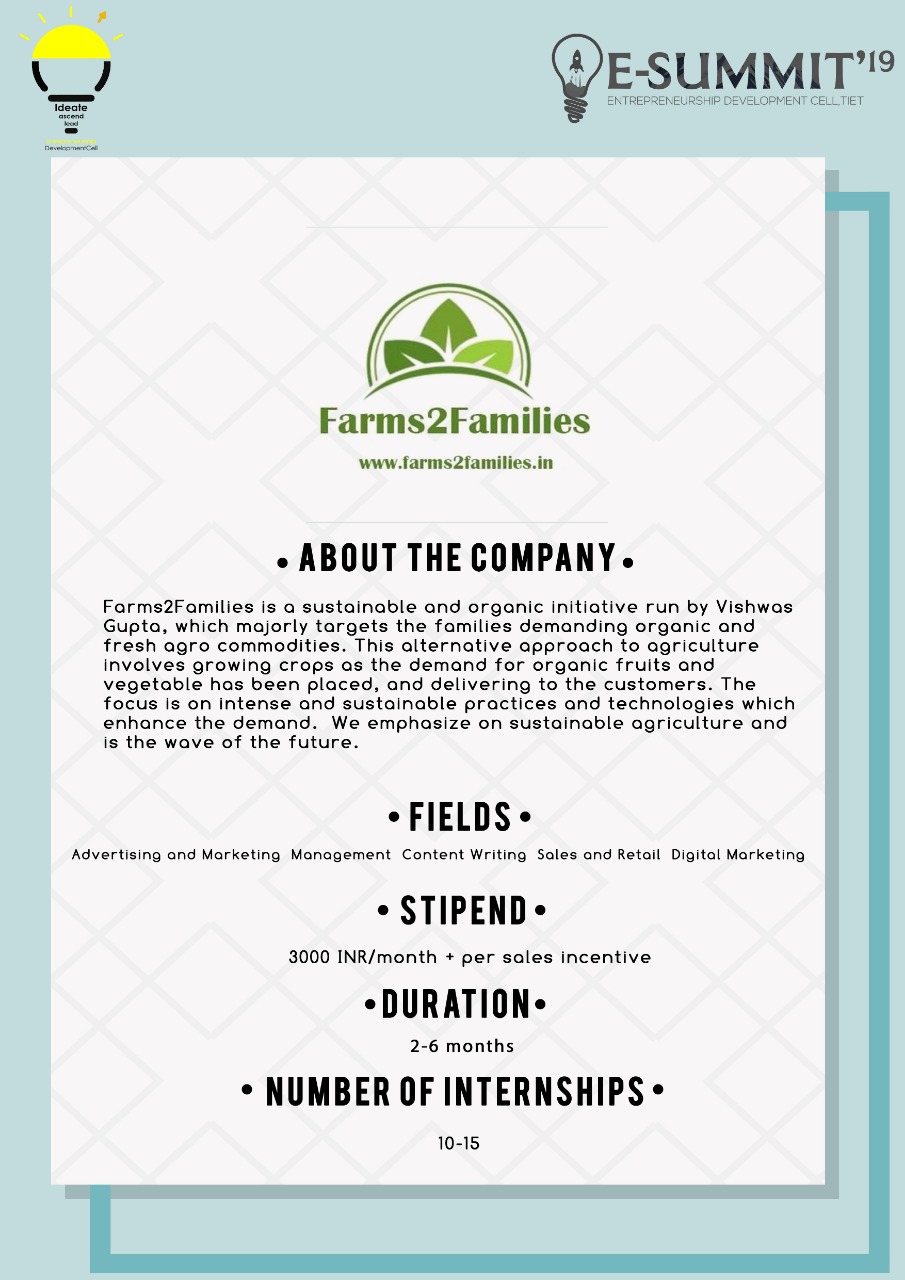 Ideate
ascend
lead
DevelopmentCell
E-SUMMIT'19
ENTREPRENEURSHIP DEVELOPMENT CELL,TIET
Farms2Families
www.farms2families.in
• ABOUT THE COMPANY •
Farms2Families is a sustainable and organic initiative run by Vishwas
Gupta, which majorly targets the families demanding organic and
fresh agro commodities. This alternative approach to agriculture
involves growing crops as the demand for organic fruits and
vegetable has been placed, and delivering to the customers. The
focus is on intense and sustainable practices and technologies which
enhance the demand.  We emphasize on sustainable agriculture and
is the wave of the future.
• FIELDS •
Advertising and Marketing  Management  Content Writing  Sales and Retail  Digital Marketing
• STIPEND •
3000 INR/month + per sales incentive
• DURATION •
2-6 months
• NUMBER OF INTERNSHIPS •
10-15